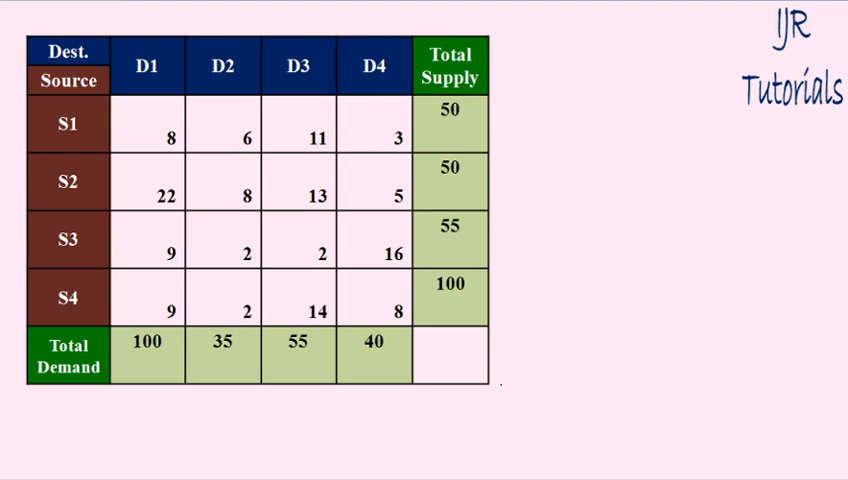 Dest.
Source
D1 D2 D3 D4
Total
Supply
S1 8 6 11 3 50
S2 22 8 13 5 50
S3 9 2 2 16 55
S4 9 2 14 8 100
Total
Demand
100 35 55 40
IJR
Tutorials